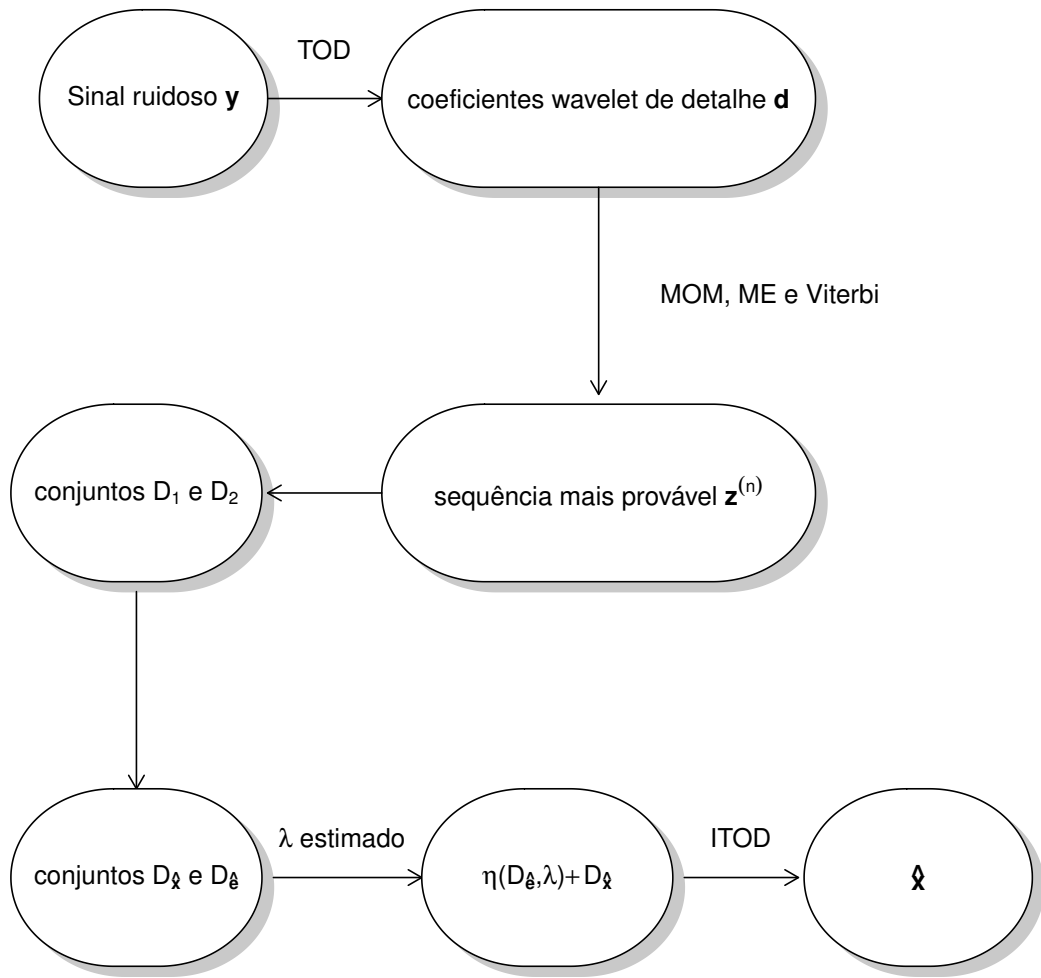 TOD
Sinal ruidoso y
coeficientes wavelet de detalhe d
MOM, ME e Viterbi
conjuntos D₁ e D₂
sequência mais provável z⁽ⁿ⁾
λ estimado
ITOD
conjuntos D_x̂ e D_ê
η(D_ê,λ)+D_x̂
x̂